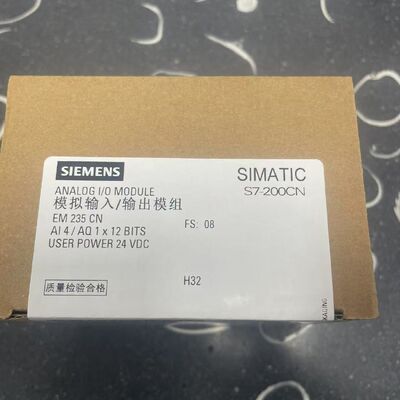 SIEMENS
SIMATIC
S7-200CN
ANALOG I/O MODULE
模拟输入/输出模组
EM 235 CN
FS: 08
AI 4 / AQ 1 x 12 BITS
USER POWER 24 VDC
H32
质量检验合格